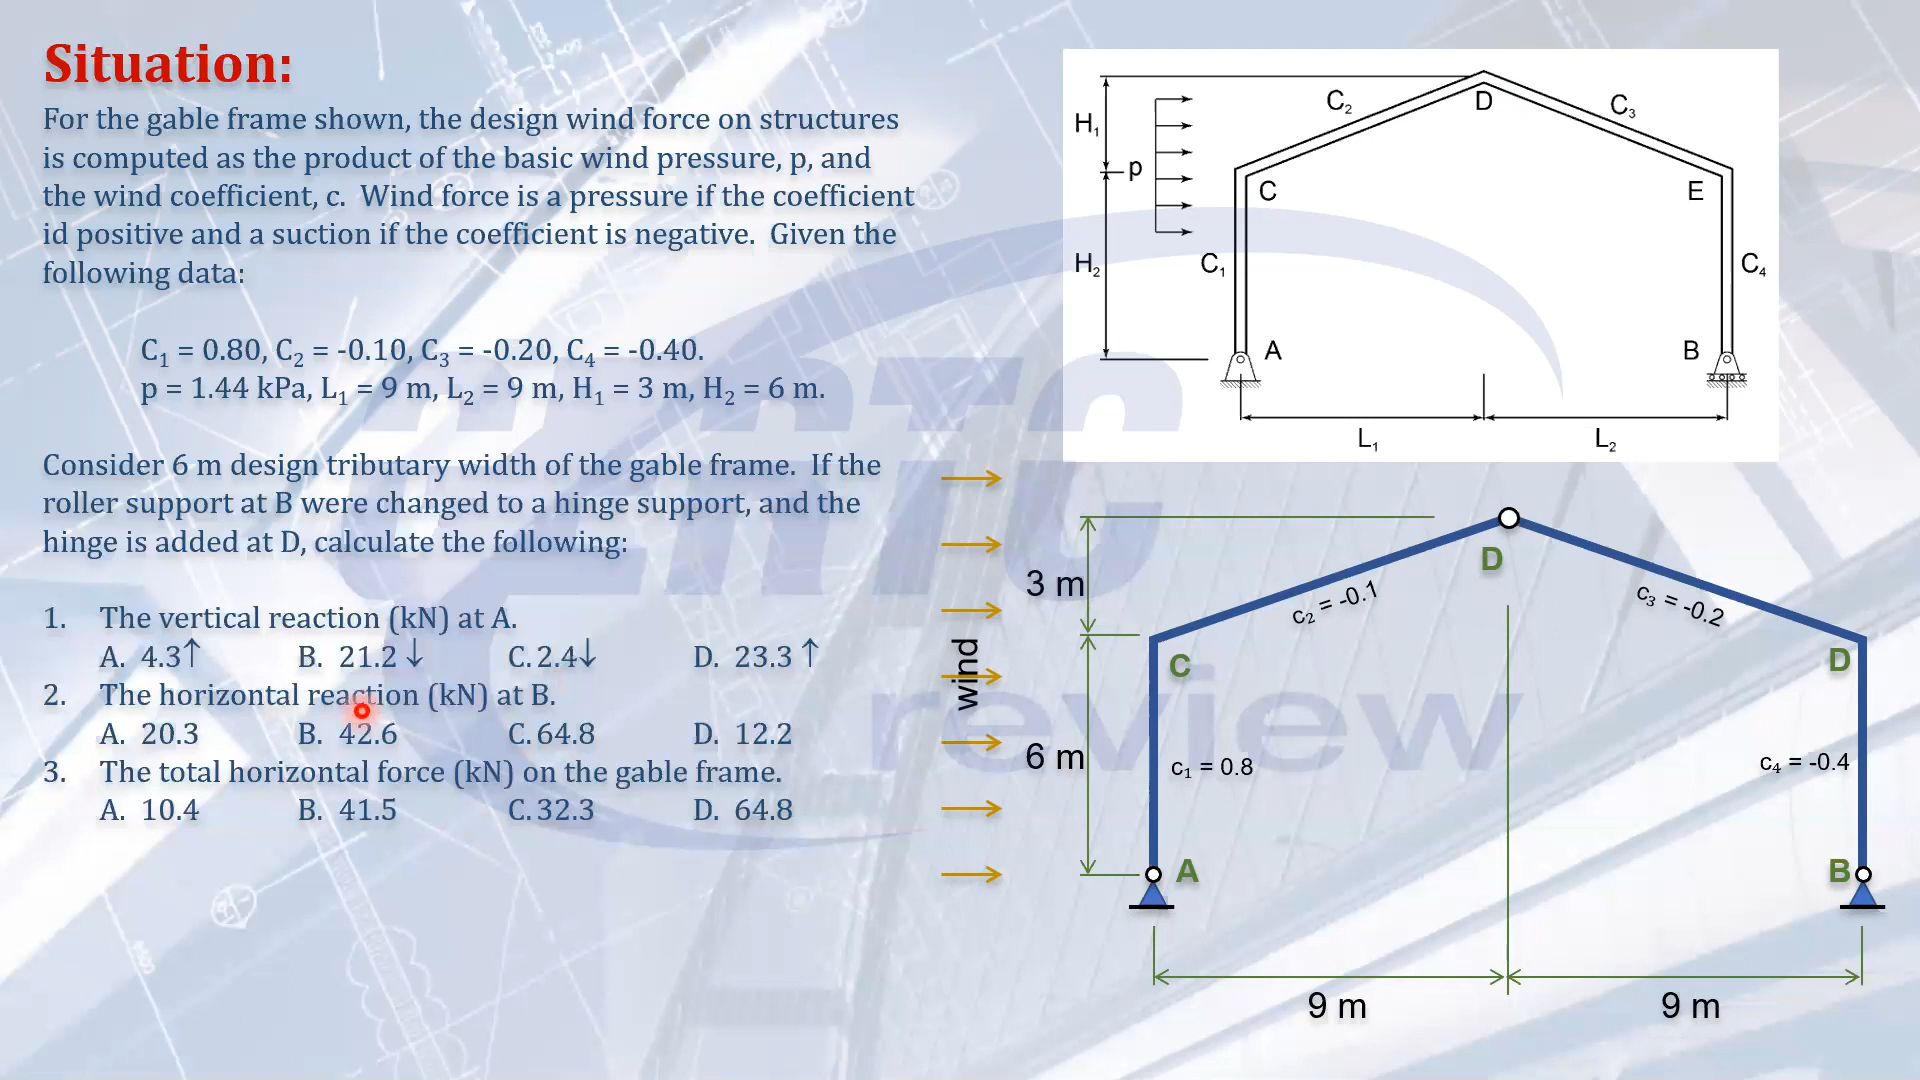 Situation:
For the gable frame shown, the design wind force on structures
is computed as the product of the basic wind pressure, p, and
the wind coefficient, c. Wind force is a pressure if the coefficient
id positive and a suction if the coefficient is negative. Given the
following data:
C₁ = 0.80, C₂ = -0.10, C₃ = -0.20, C₄ = -0.40.
p = 1.44 kPa, L₁ = 9 m, L₂ = 9 m, H₁ = 3 m, H₂ = 6 m.
Consider 6 m design tributary width of the gable frame. If the
roller support at B were changed to a hinge support, and the
hinge is added at D, calculate the following:
1. The vertical reaction (kN) at A.
A. 4.3↑ B. 21.2↓ C. 2.4↓ D. 23.3↑
2. The horizontal reaction (kN) at B.
A. 20.3 B. 42.6 C. 64.8 D. 12.2
3. The total horizontal force (kN) on the gable frame.
A. 10.4 B. 41.5 C. 32.3 D. 64.8
C₂ D C₃
H₁
p
C E
H₂ C₁ C₄
A B
L₁ L₂
D
3 m
c₂ = -0.1 c₃ = -0.2
wind
C D
6 m
c₁ = 0.8 c₄ = -0.4
A B
9 m 9 m
review